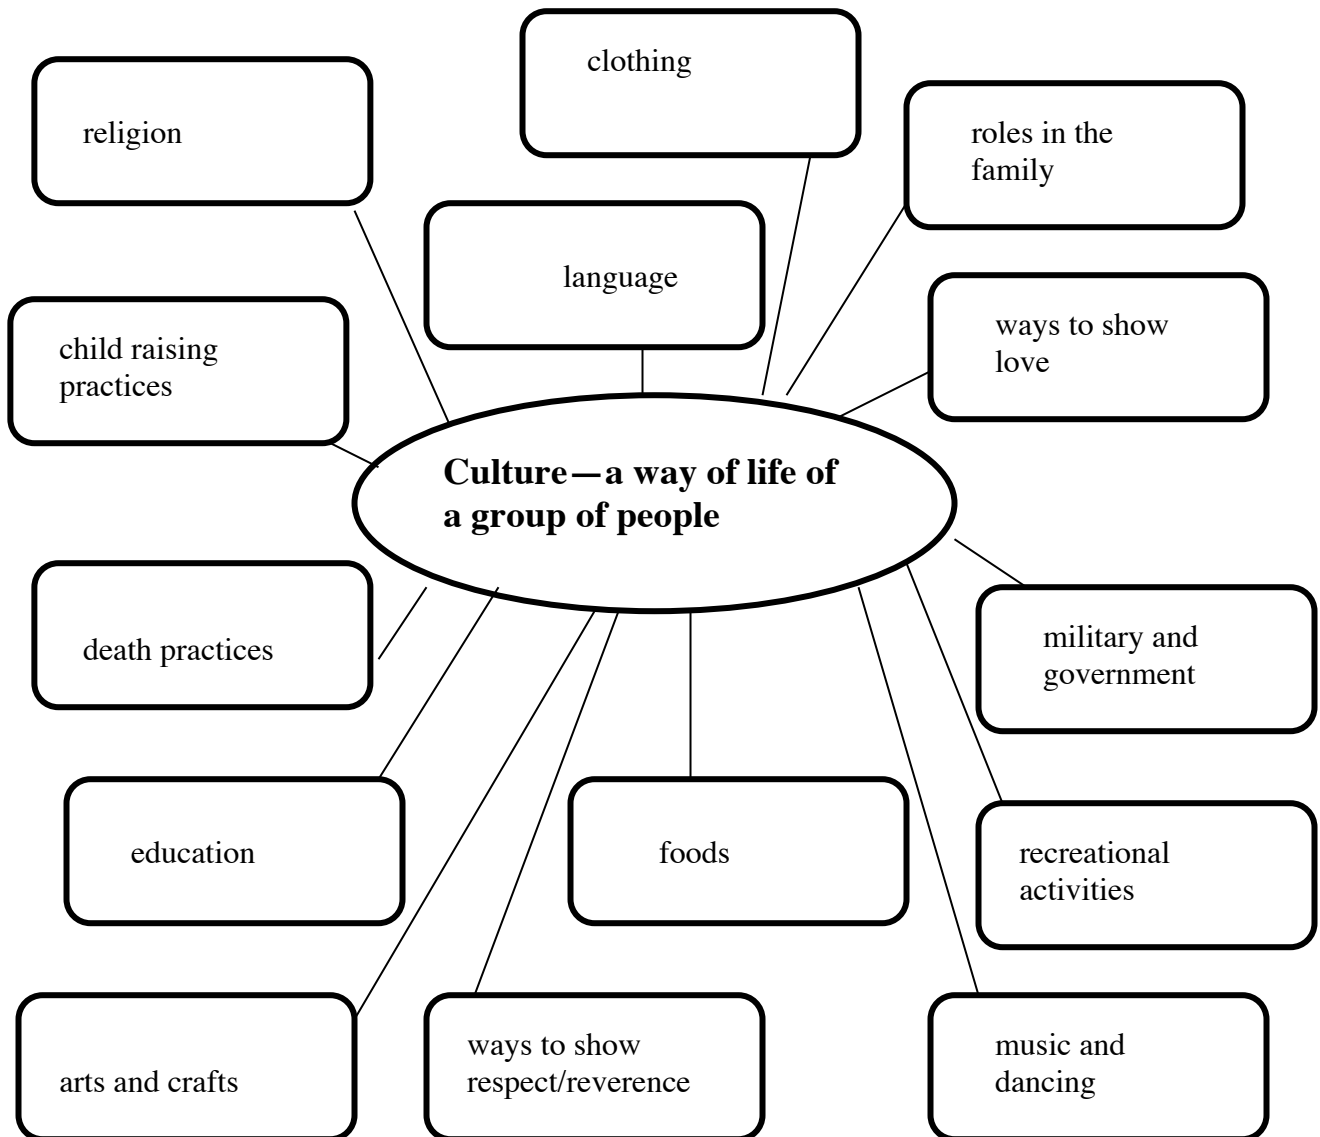 clothing
religion
roles in the
family
language
ways to show
love
child raising
practices
Culture—a way of life of
a group of people
death practices
military and
government
education
foods
recreational
activities
arts and crafts
ways to show
respect/reverence
music and
dancing